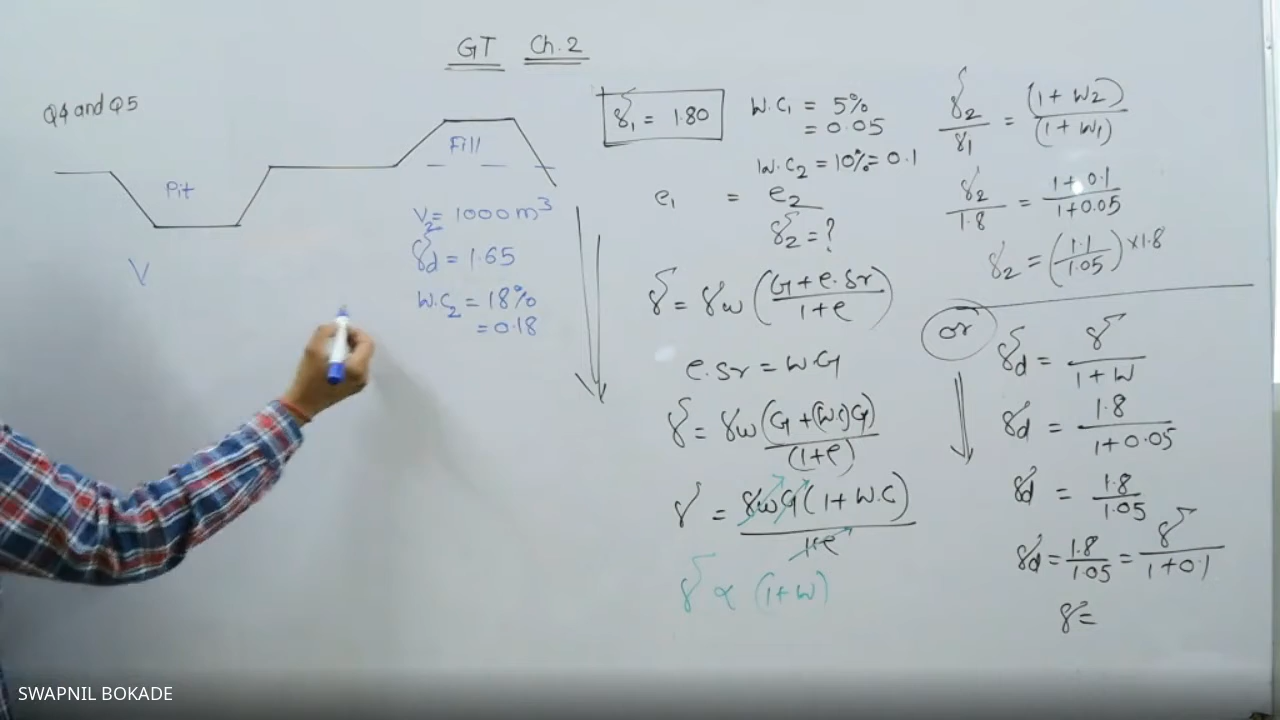 GT Ch.2
Q4 and Q5
Pit
V
Fill
V₂ = 1000 m³
γd = 1.65
W.C₂ = 18%
= 0.18
γ₁ = 1.80
W.C₁ = 5%
= 0.05
W.C₂ = 10% = 0.1
e₁ = e₂
γ₂ = ?
γ = γw (G + e.Sr / 1 + e)
e.Sr = WG
γ = γw (G + (W.C)G) / (1 + e)
γ = γwG (1 + W.C) / 1+e
γ ∝ (1 + W)
γ₂ / γ₁ = (1 + W₂) / (1 + W₁)
γ₂ / 1.8 = 1 + 0.1 / 1 + 0.05
γ₂ = (1.1 / 1.05) × 1.8
or
γd = γ / 1 + W
γd = 1.8 / 1 + 0.05
γd = 1.8 / 1.05
γd = 1.8 / 1.05 = γ / 1 + 0.1
γ =
SWAPNIL BOKADE